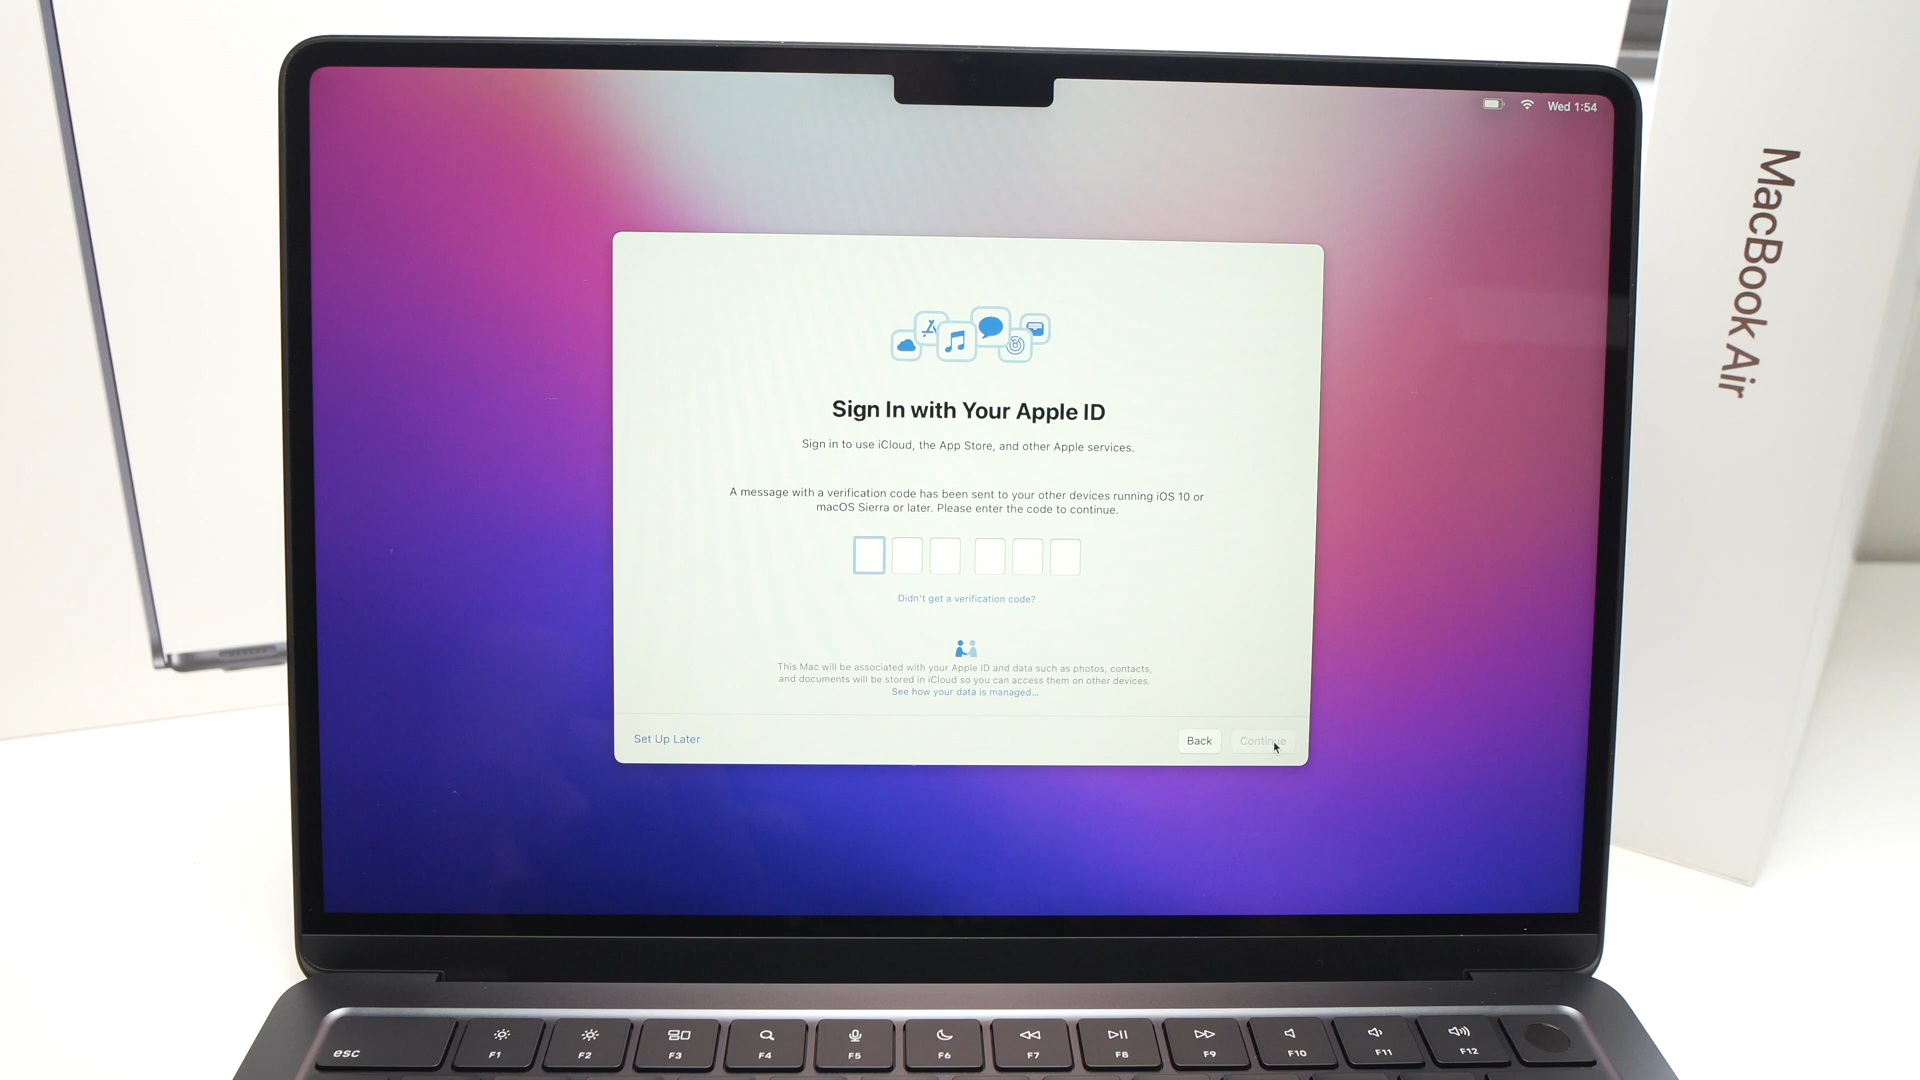 Wed 1:54
MacBook Air
Sign In with Your Apple ID
Sign in to use iCloud, the App Store, and other Apple services.
A message with a verification code has been sent to your other devices running iOS 10 or
macOS Sierra or later. Please enter the code to continue.
Didn't get a verification code?
This Mac will be associated with your Apple ID and data such as photos, contacts,
and documents will be stored in iCloud so you can access them on other devices.
See how your data is managed...
Set Up Later
Back
Continue
esc
F1
F2
F3
F4
F5
F6
F7
F8
F9
F10
F11
F12